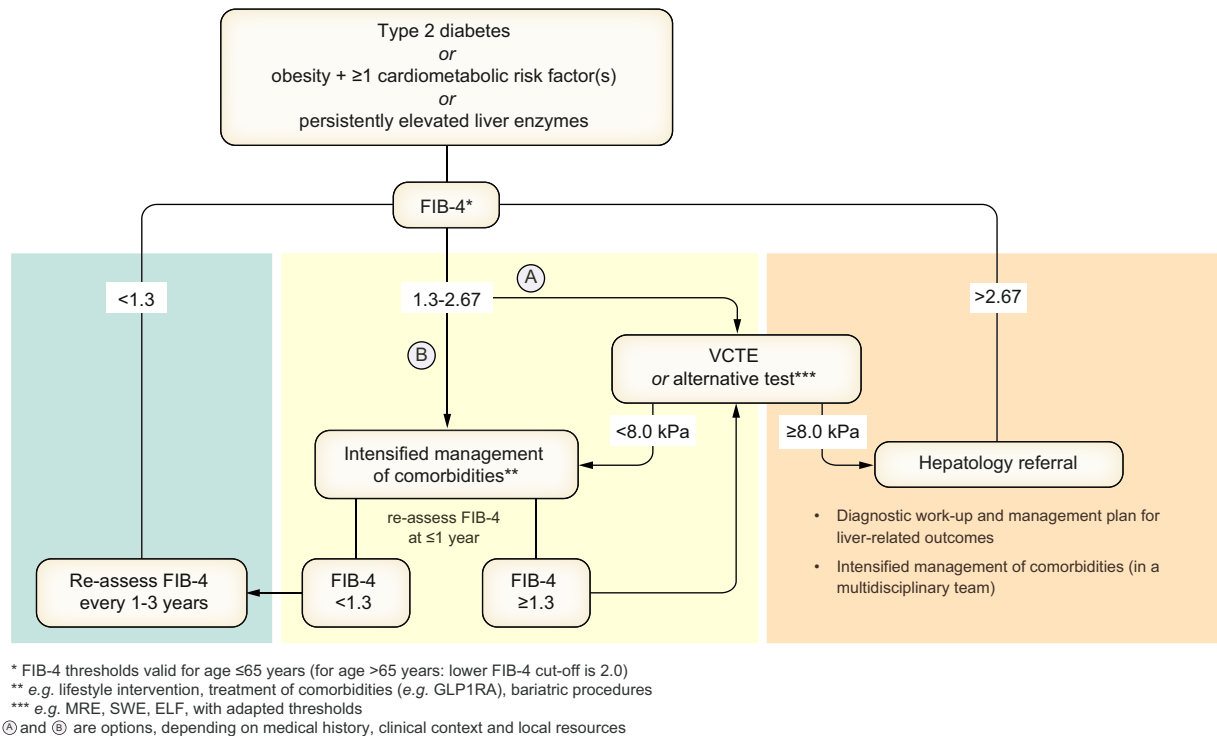 Type 2 diabetes
or
obesity + ≥1 cardiometabolic risk factor(s)
or
persistently elevated liver enzymes
FIB-4*
<1.3
1.3-2.67
A
>2.67
B
VCTE
or alternative test***
<8.0 kPa
≥8.0 kPa
Intensified management
of comorbidities**
Hepatology referral
re-assess FIB-4
at ≤1 year
• Diagnostic work-up and management plan for
liver-related outcomes
• Intensified management of comorbidities (in a
multidisciplinary team)
Re-assess FIB-4
every 1-3 years
FIB-4
<1.3
FIB-4
≥1.3
* FIB-4 thresholds valid for age ≤65 years (for age >65 years: lower FIB-4 cut-off is 2.0)
** e.g. lifestyle intervention, treatment of comorbidities (e.g. GLP1RA), bariatric procedures
*** e.g. MRE, SWE, ELF, with adapted thresholds
Ⓐ and Ⓑ are options, depending on medical history, clinical context and local resources